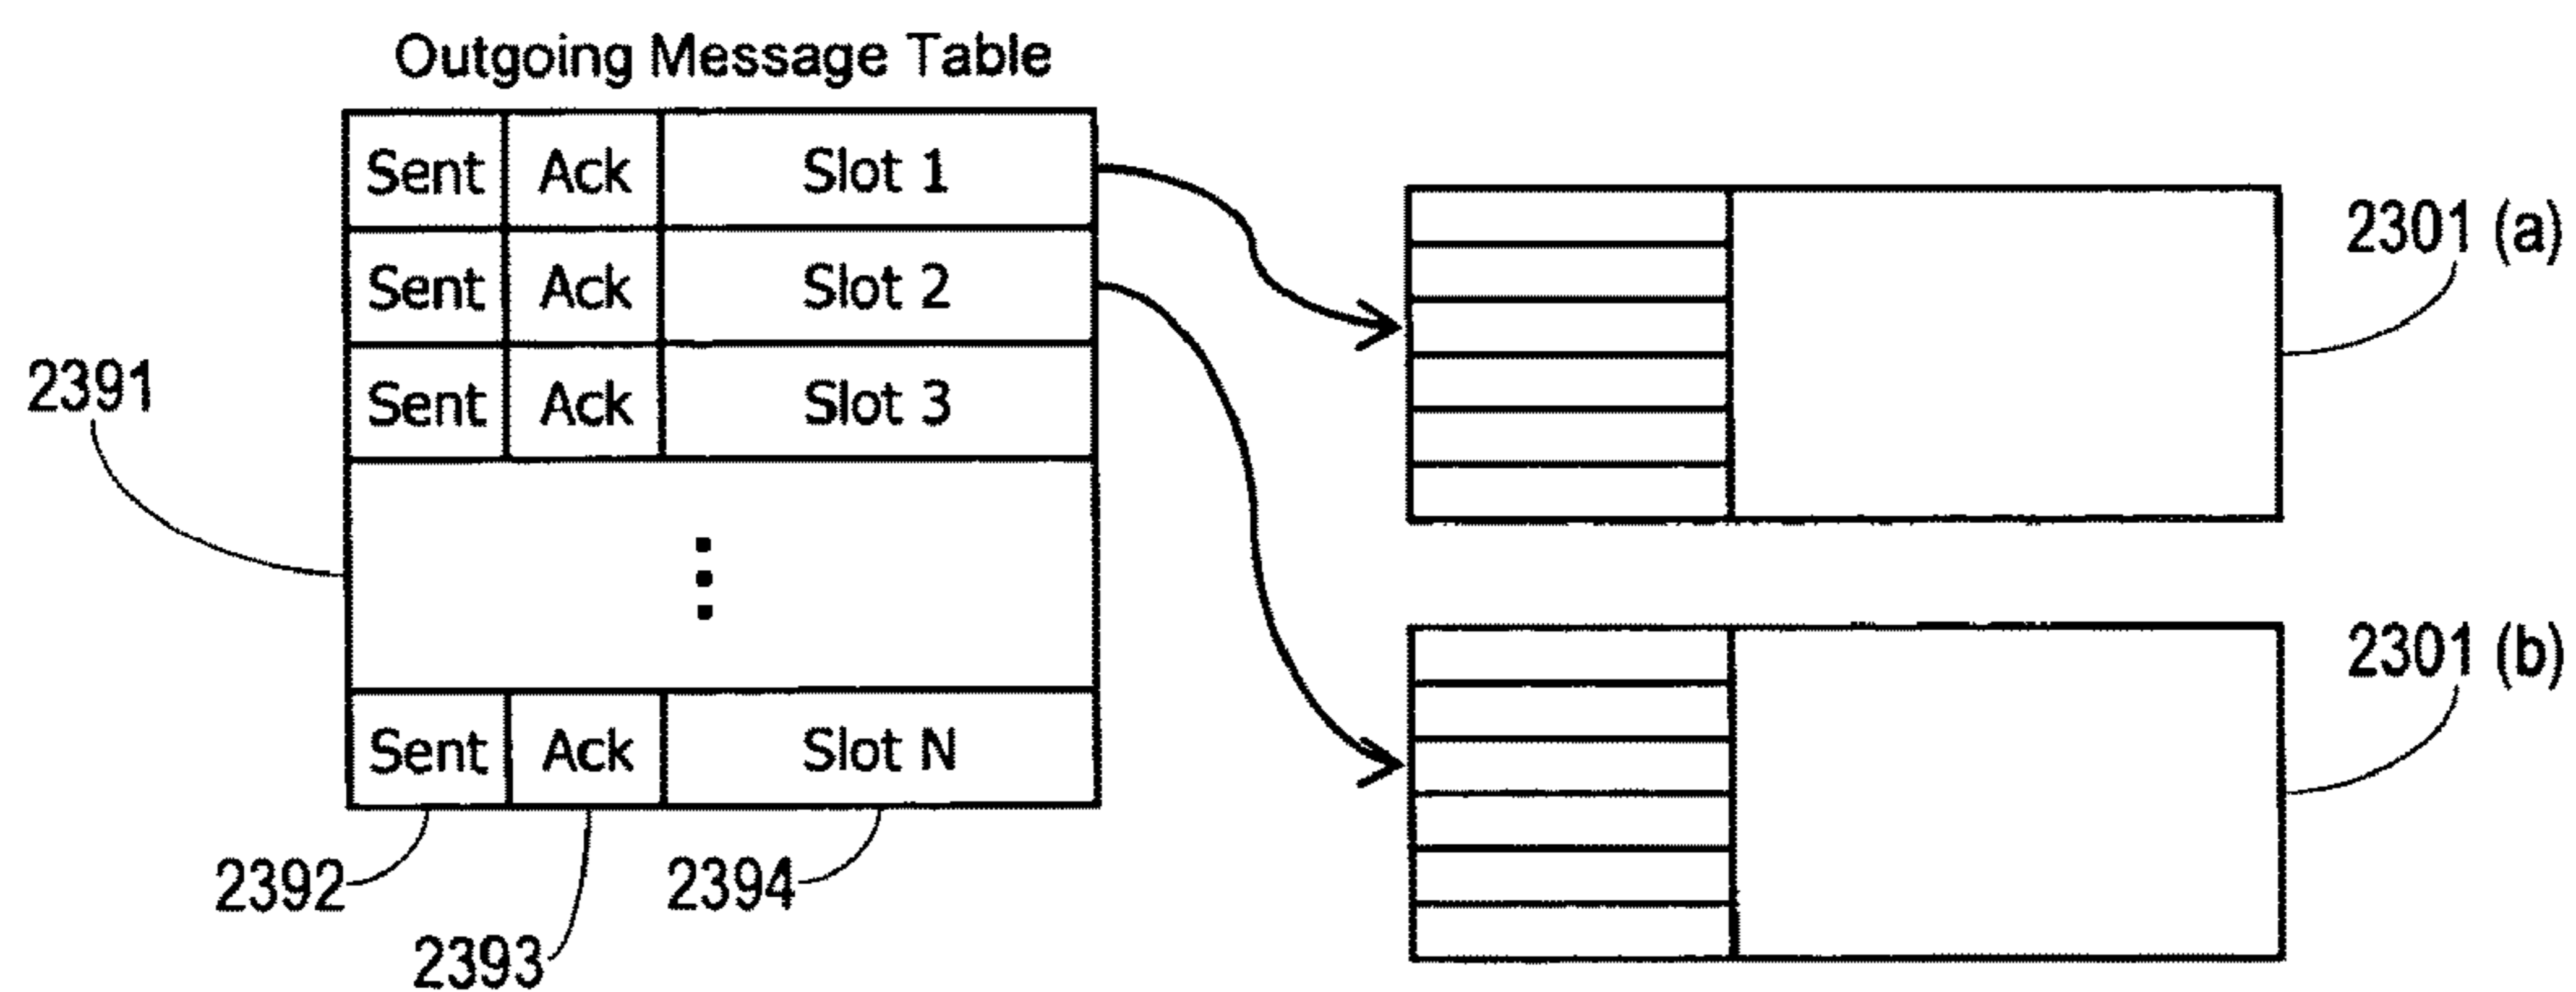 Outgoing Message Table
Sent Ack Slot 1
Sent Ack Slot 2
Sent Ack Slot 3
Sent Ack Slot N
2391
2392
2393
2394
2301 (a)
2301 (b)